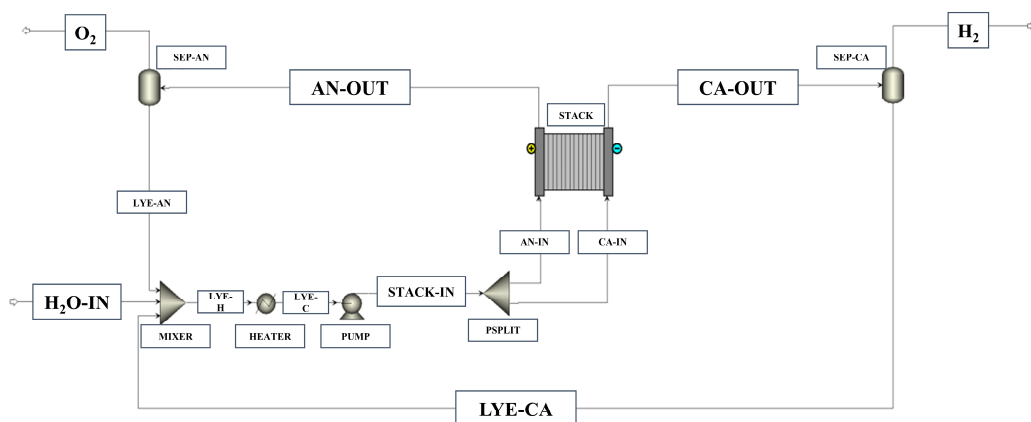 O₂
H₂
SEP-AN
SEP-CA
AN-OUT
CA-OUT
STACK
+
-
LYE-AN
AN-IN
CA-IN
H₂O-IN
LYE-
H
LYE-
C
STACK-IN
MIXER
HEATER
PUMP
PSPLIT
LYE-CA